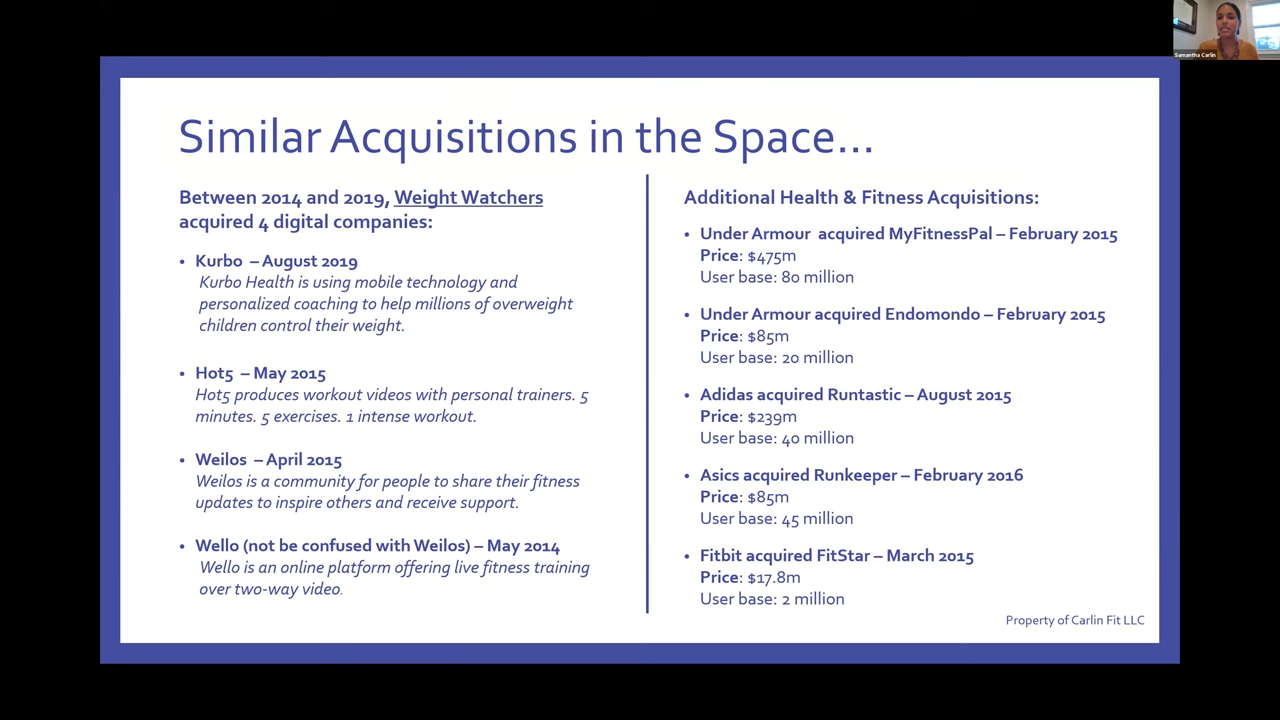 Samantha Carlin
Similar Acquisitions in the Space...
Between 2014 and 2019, Weight Watchers
acquired 4 digital companies:
• Kurbo – August 2019
Kurbo Health is using mobile technology and
personalized coaching to help millions of overweight
children control their weight.
• Hot5 – May 2015
Hot5 produces workout videos with personal trainers. 5
minutes. 5 exercises. 1 intense workout.
• Weilos – April 2015
Weilos is a community for people to share their fitness
updates to inspire others and receive support.
• Wello (not be confused with Weilos) – May 2014
Wello is an online platform offering live fitness training
over two-way video.
Additional Health & Fitness Acquisitions:
• Under Armour acquired MyFitnessPal – February 2015
Price: $475m
User base: 80 million
• Under Armour acquired Endomondo – February 2015
Price: $85m
User base: 20 million
• Adidas acquired Runtastic – August 2015
Price: $239m
User base: 40 million
• Asics acquired Runkeeper – February 2016
Price: $85m
User base: 45 million
• Fitbit acquired FitStar – March 2015
Price: $17.8m
User base: 2 million
Property of Carlin Fit LLC